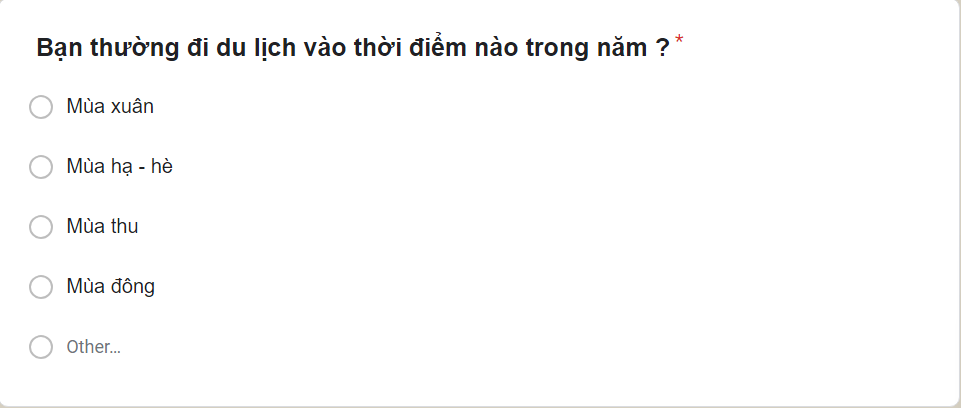 Bạn thường đi du lịch vào thời điểm nào trong năm ? *
Mùa xuân
Mùa hạ - hè
Mùa thu
Mùa đông
Other...